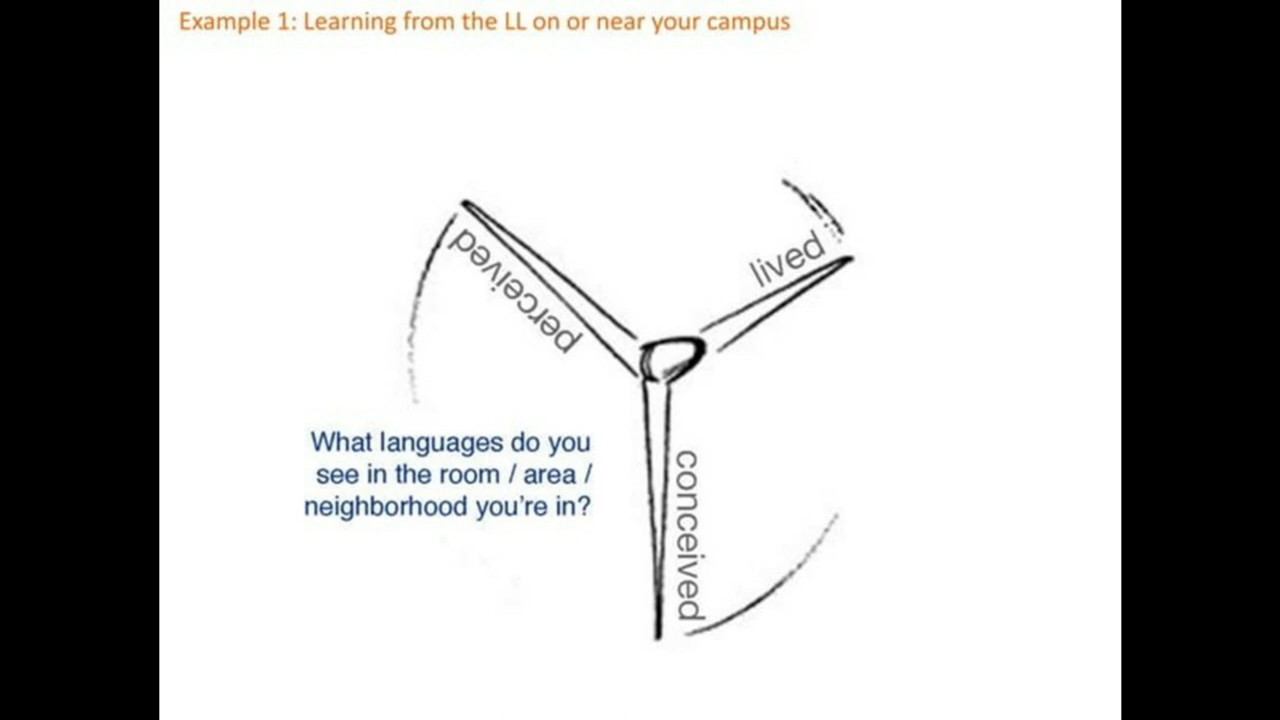 Example 1: Learning from the LL on or near your campus
lived
perceived
What languages do you
see in the room / area /
neighborhood you're in?
conceived